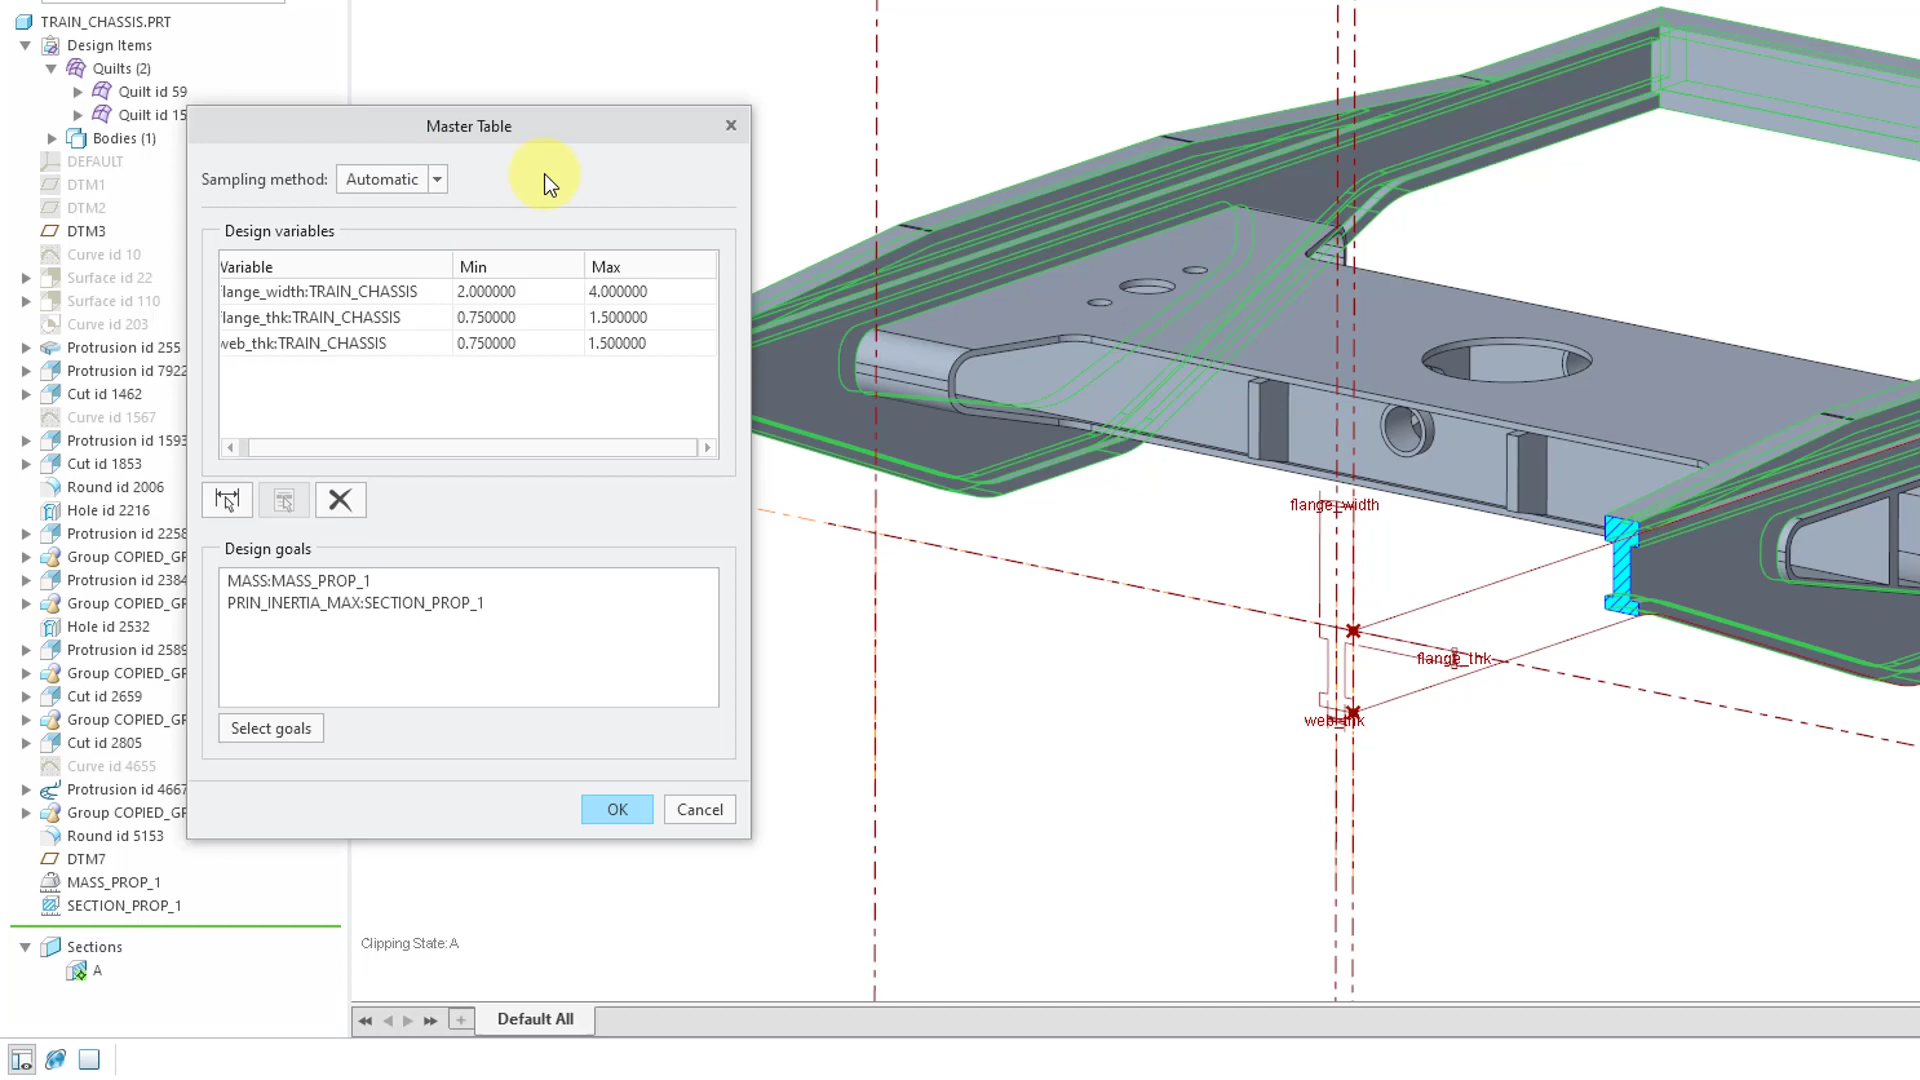 TRAIN_CHASSIS.PRT
Design Items
Quilts (2)
Quilt id 59
Quilt id 15
Bodies (1)
DEFAULT
DTM1
DTM2
DTM3
Curve id 10
Surface id 22
Surface id 110
Curve id 203
Protrusion id 255
Protrusion id 7922
Cut id 1462
Curve id 1567
Protrusion id 1593
Cut id 1853
Round id 2006
Hole id 2216
Protrusion id 2258
Group COPIED_GF
Protrusion id 2384
Group COPIED_GF
Hole id 2532
Protrusion id 2589
Group COPIED_GF
Cut id 2659
Group COPIED_GF
Cut id 2805
Curve id 4655
Protrusion id 4667
Group COPIED_GF
Round id 5153
DTM7
MASS_PROP_1
SECTION_PROP_1
Sections
A
Master Table
Sampling method: Automatic
Design variables
Variable Min Max
flange_width:TRAIN_CHASSIS 2.000000 4.000000
flange_thk:TRAIN_CHASSIS 0.750000 1.500000
web_thk:TRAIN_CHASSIS 0.750000 1.500000
Design goals
MASS:MASS_PROP_1
PRIN_INERTIA_MAX:SECTION_PROP_1
Select goals
OK Cancel
flange_width
flange_thk
web_thk
Clipping State: A
Default All